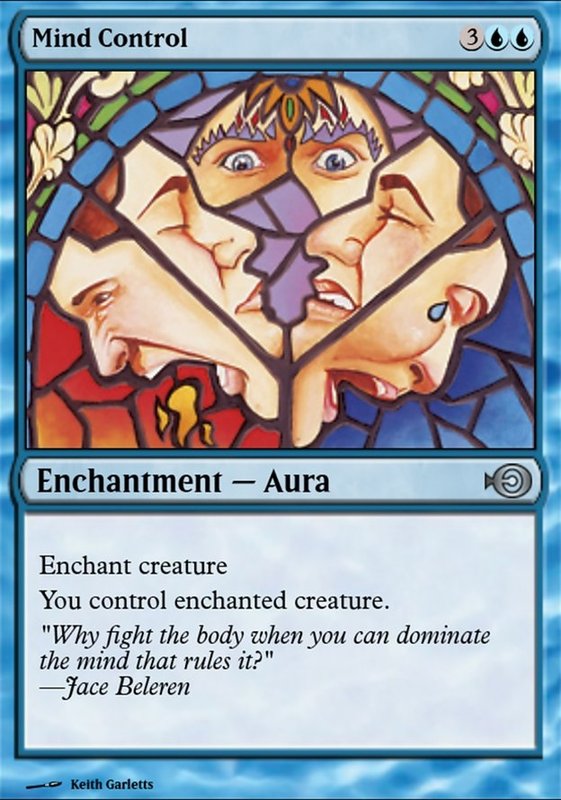 Mind Control 3
Enchantment — Aura
Enchant creature
You control enchanted creature.
"Why fight the body when you can dominate
the mind that rules it?"
—Jace Beleren
Keith Garletts